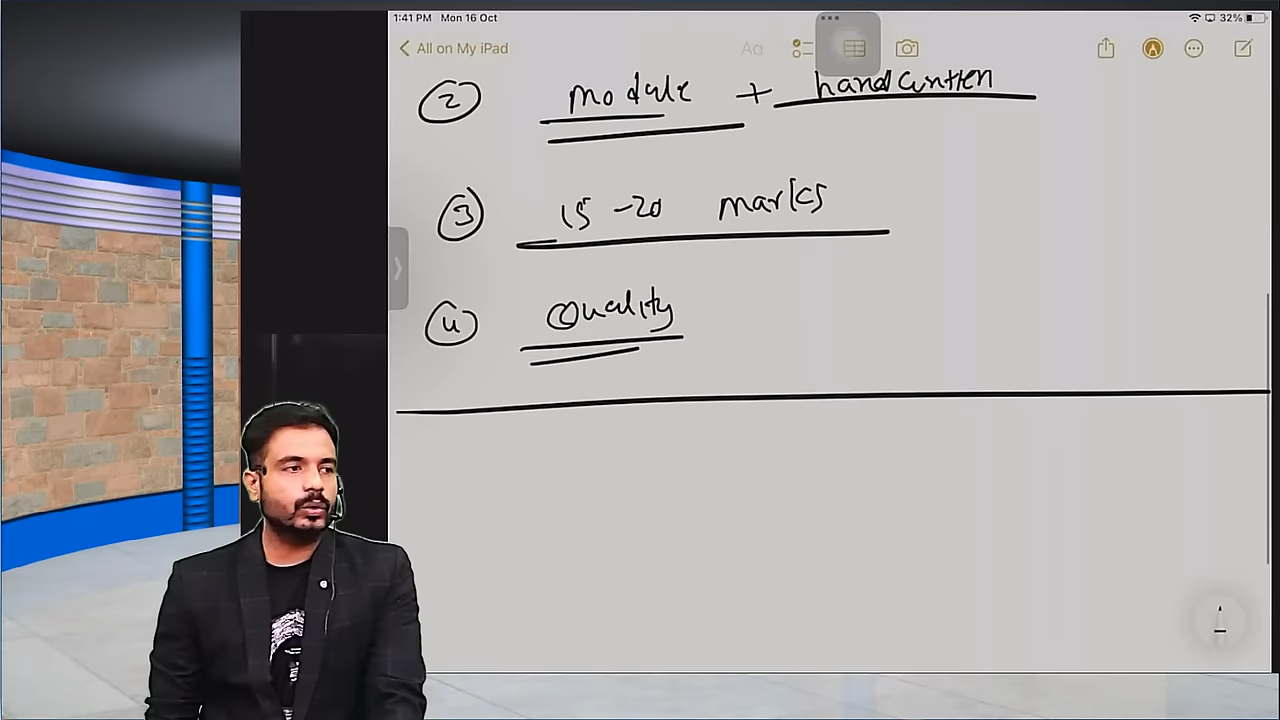 1:41 PM Mon 16 Oct 32%
All on My iPad Aa
2 module + handwritten
3 15-20 marks
4 Quality